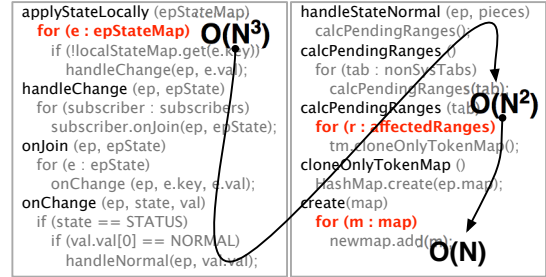 applyStateLocally (epStateMap)
for (e : epStateMap)
if (!localStateMap.get(e.key))
handleChange(ep, e.val);
handleChange (ep, epState)
for (subscriber : subscribers)
subscriber.onJoin(ep, epState);
onJoin (ep, epState)
for (e : epState)
onChange (ep, e.key, e.val);
onChange (ep, state, val)
if (state == STATUS)
if (val.val[0] == NORMAL)
handleNormal(ep, val.val);
O(N³)
handleStateNormal (ep, pieces)
calcPendingRanges();
calcPendingRanges ()
for (tab : nonSysTabs)
calcPendingRanges(tab);
calcPendingRanges (tab)
for (r : affectedRanges)
tm.cloneOnlyTokenMap();
cloneOnlyTokenMap ()
HashMap.create(ep.map);
create(map)
for (m : map)
newmap.add(m);
O(N²)
O(N)